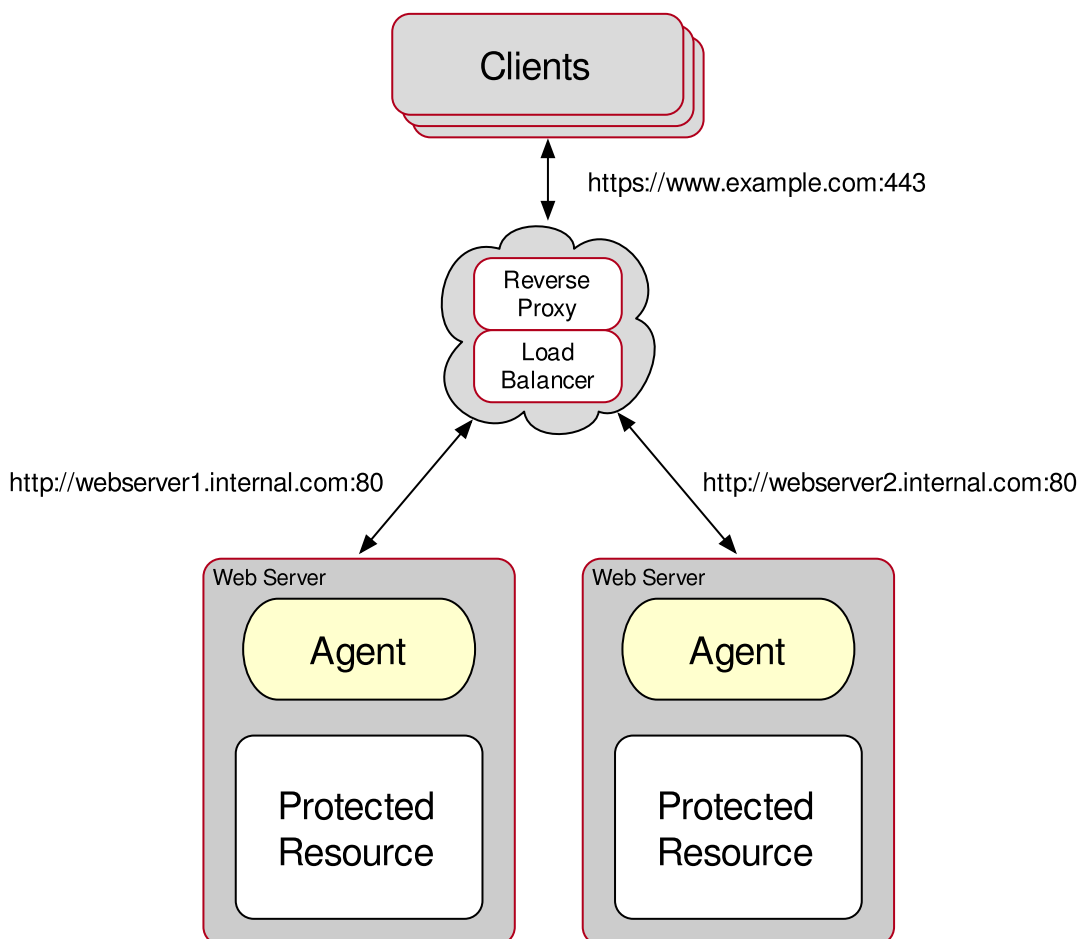 Clients
https://www.example.com:443
Reverse
Proxy
Load
Balancer
http://webserver1.internal.com:80
http://webserver2.internal.com:80
Web Server
Agent
Protected
Resource
Web Server
Agent
Protected
Resource